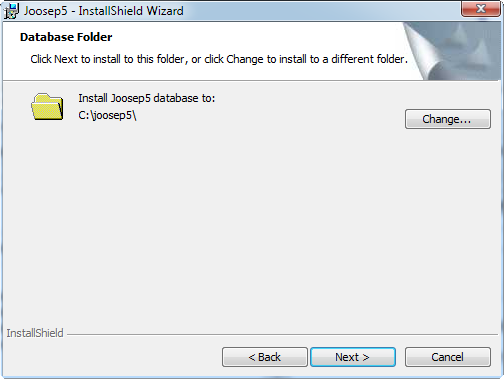 Joosep5 - InstallShield Wizard
Database Folder
Click Next to install to this folder, or click Change to install to a different folder.
Install Joosep5 database to:
C:\joosep5\
Change...
InstallShield
< Back
Next >
Cancel